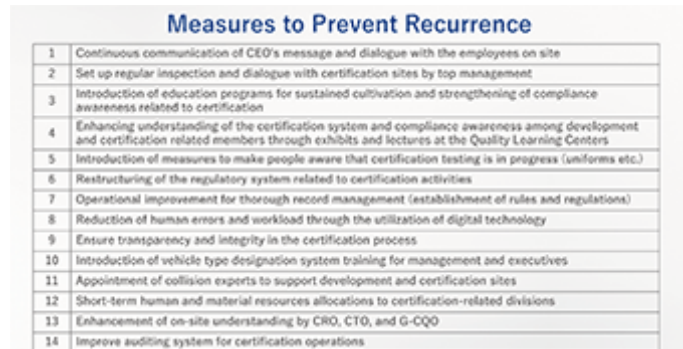 Measures to Prevent Recurrence
1 Continuous communication of CEO's message and dialogue with the employees on site
2 Set up regular inspection and dialogue with certification sites by top management
3 Introduction of education programs for sustained cultivation and strengthening of compliance
awareness related to certification
4 Enhancing understanding of the certification system and compliance awareness among development
and certification related members through exhibits and lectures at the Quality Learning Centers
5 Introduction of measures to make people aware that certification testing is in progress (uniforms etc.)
6 Restructuring of the regulatory system related to certification activities
7 Operational improvement for thorough record management (establishment of rules and regulations)
8 Reduction of human errors and workload through the utilization of digital technology
9 Ensure transparency and integrity in the certification process
10 Introduction of vehicle type designation system training for management and executives
11 Appointment of collision experts to support development and certification sites
12 Short-term human and material resources allocations to certification-related divisions
13 Enhancement of on-site understanding by CRO, CTO, and G-CQO
14 Improve auditing system for certification operations